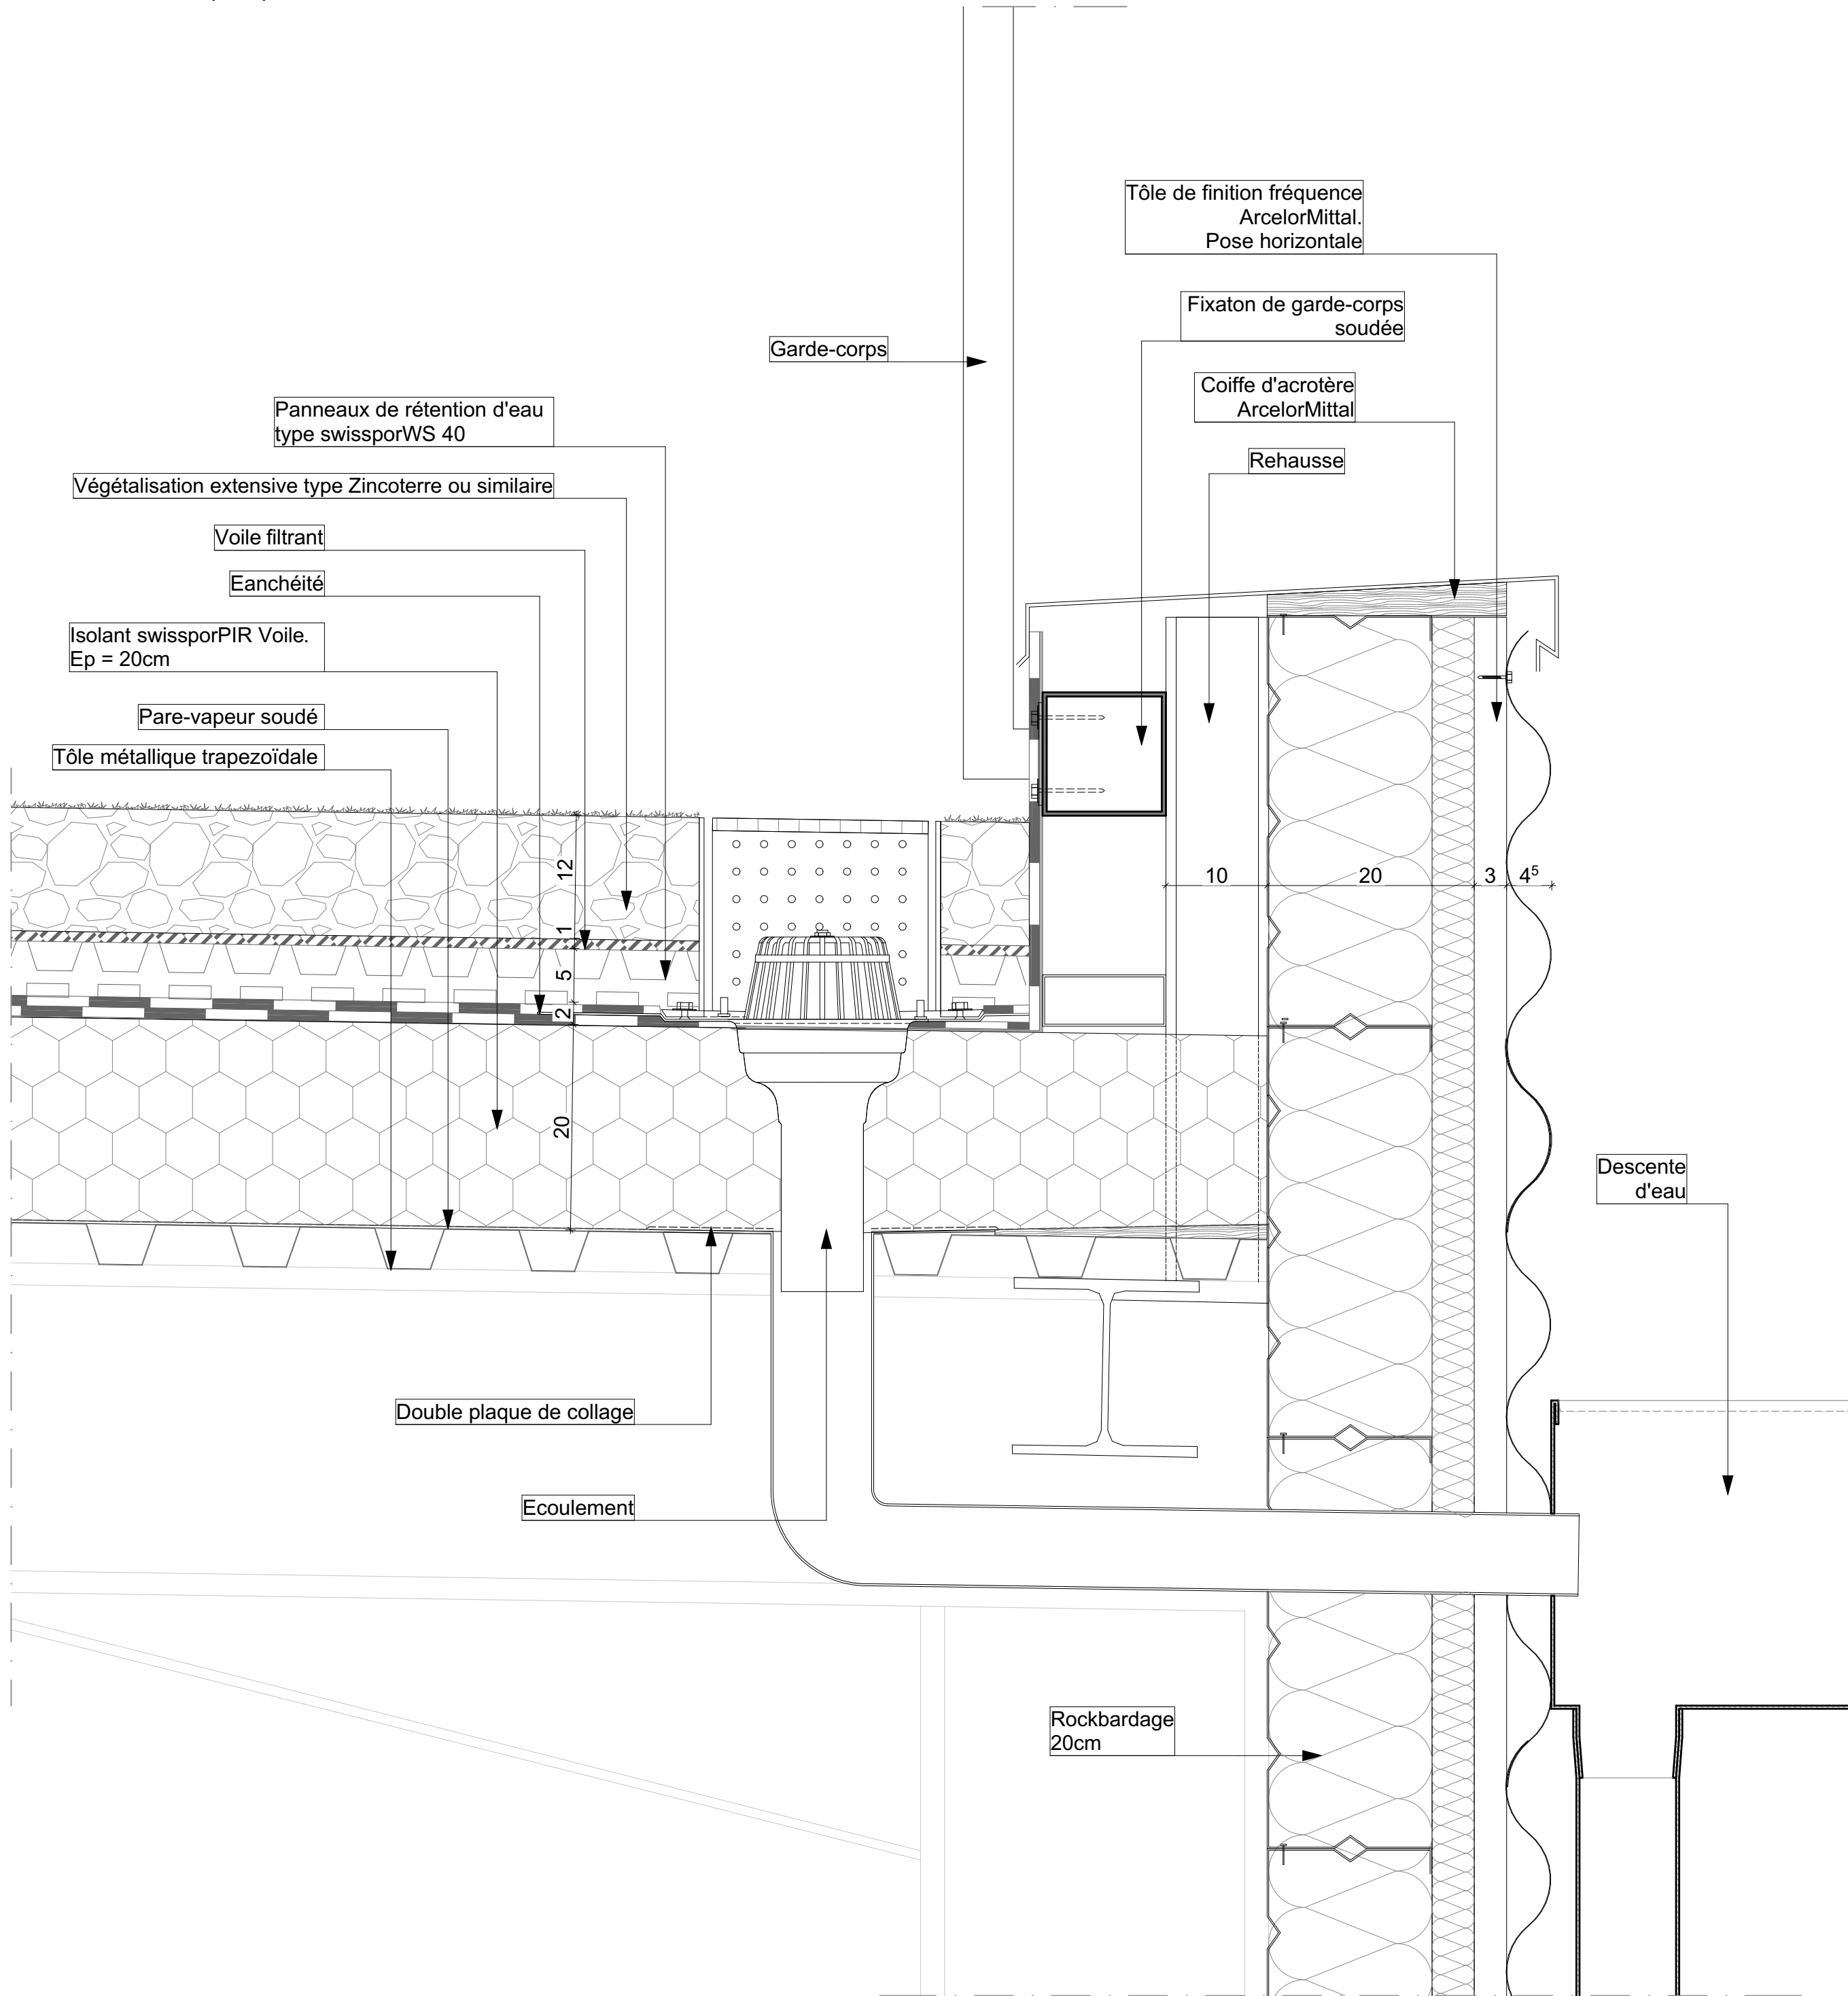 Tôle de finition fréquence
ArcelorMittal.
Pose horizontale
Fixaton de garde-corps
soudée
Garde-corps
Coiffe d'acrotère
ArcelorMittal
Panneaux de rétention d'eau
type swissporWS 40
Rehausse
Végétalisation extensive type Zincoterre ou similaire
Voile filtrant
Eanchéité
Isolant swissporPIR Voile.
Ep = 20cm
Pare-vapeur soudé
Tôle métallique trapezoïdale
12
1
5
2
20
10
20
3
4⁵
Descente
d'eau
Double plaque de collage
Ecoulement
Rockbardage
20cm